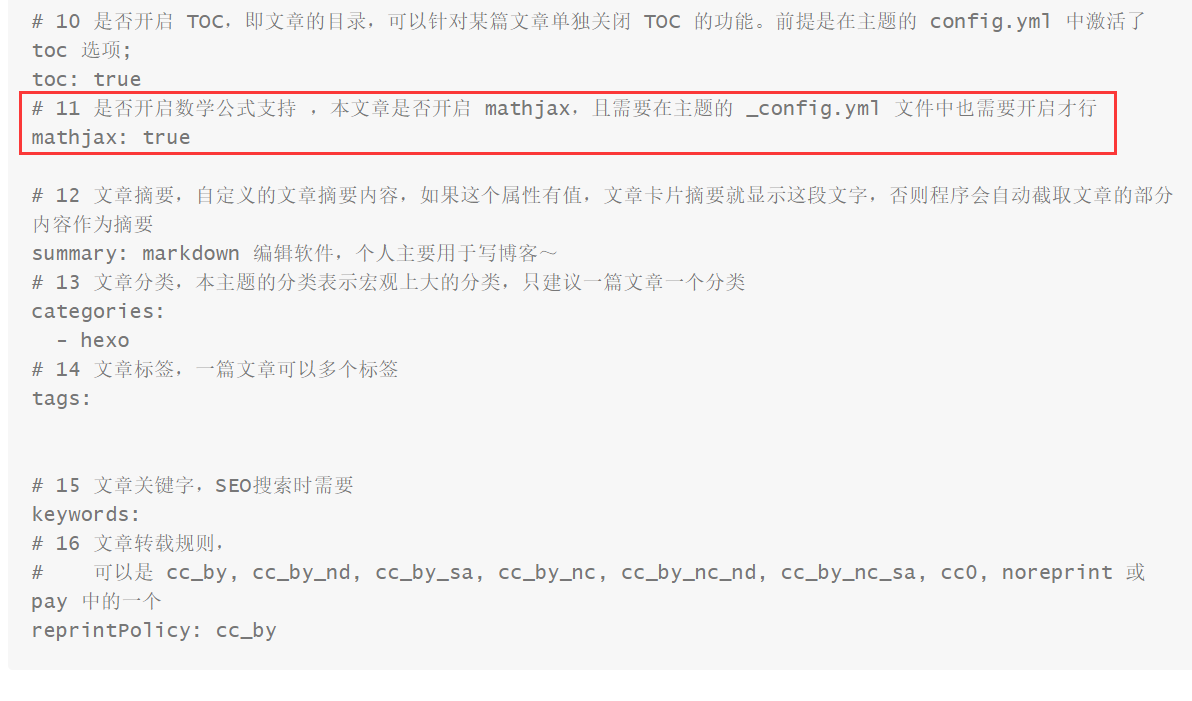 # 10 是否开启 TOC，即文章的目录，可以针对某篇文章单独关闭 TOC 的功能。前提是在主题的 config.yml 中激活了
toc 选项；
toc: true
# 11 是否开启数学公式支持 ，本文章是否开启 mathjax，且需要在主题的 _config.yml 文件中也需要开启才行
mathjax: true
# 12 文章摘要，自定义的文章摘要内容，如果这个属性有值，文章卡片摘要就显示这段文字，否则程序会自动截取文章的部分
内容作为摘要
summary: markdown 编辑软件，个人主要用于写博客～
# 13 文章分类，本主题的分类表示宏观上大的分类，只建议一篇文章一个分类
categories:
  - hexo
# 14 文章标签，一篇文章可以多个标签
tags:
# 15 文章关键字，SEO搜索时需要
keywords:
# 16 文章转载规则，
#    可以是 cc_by, cc_by_nd, cc_by_sa, cc_by_nc, cc_by_nc_nd, cc_by_nc_sa, cc0, noreprint 或
pay 中的一个
reprintPolicy: cc_by